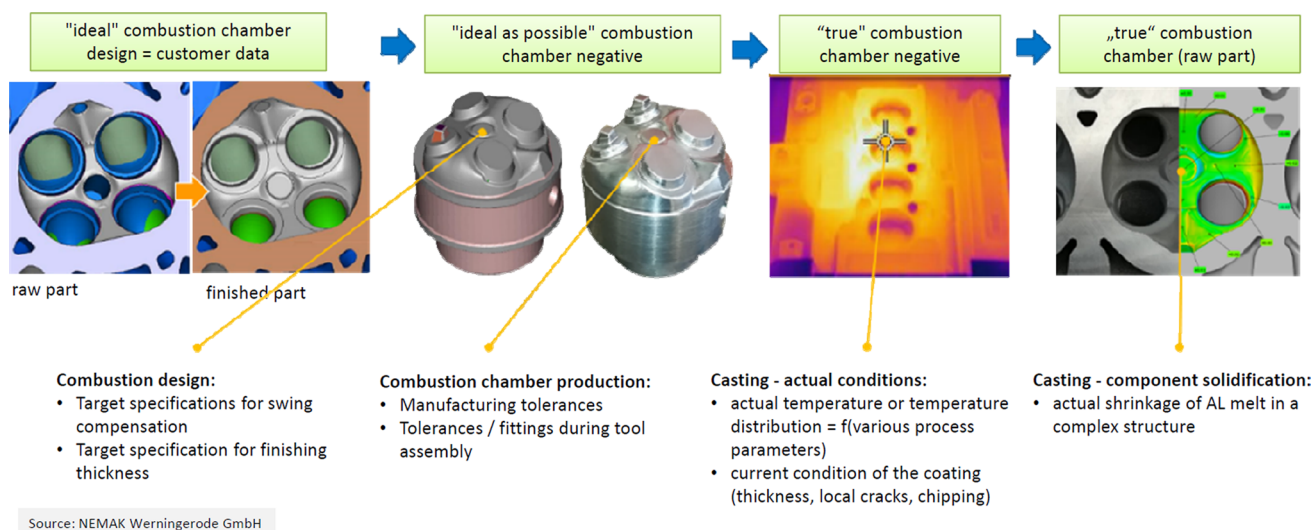 "ideal" combustion chamber
design = customer data
"ideal as possible" combustion
chamber negative
“true" combustion
chamber negative
„true“ combustion
chamber (raw part)
raw part
finished part
Combustion design:
• Target specifications for swing
compensation
• Target specification for finishing
thickness
Combustion chamber production:
• Manufacturing tolerances
• Tolerances / fittings during tool
assembly
Casting - actual conditions:
• actual temperature or temperature
distribution = f(various process
parameters)
• current condition of the coating
(thickness, local cracks, chipping)
Casting - component solidification:
• actual shrinkage of AL melt in a
complex structure
Source: NEMAK Werningerode GmbH